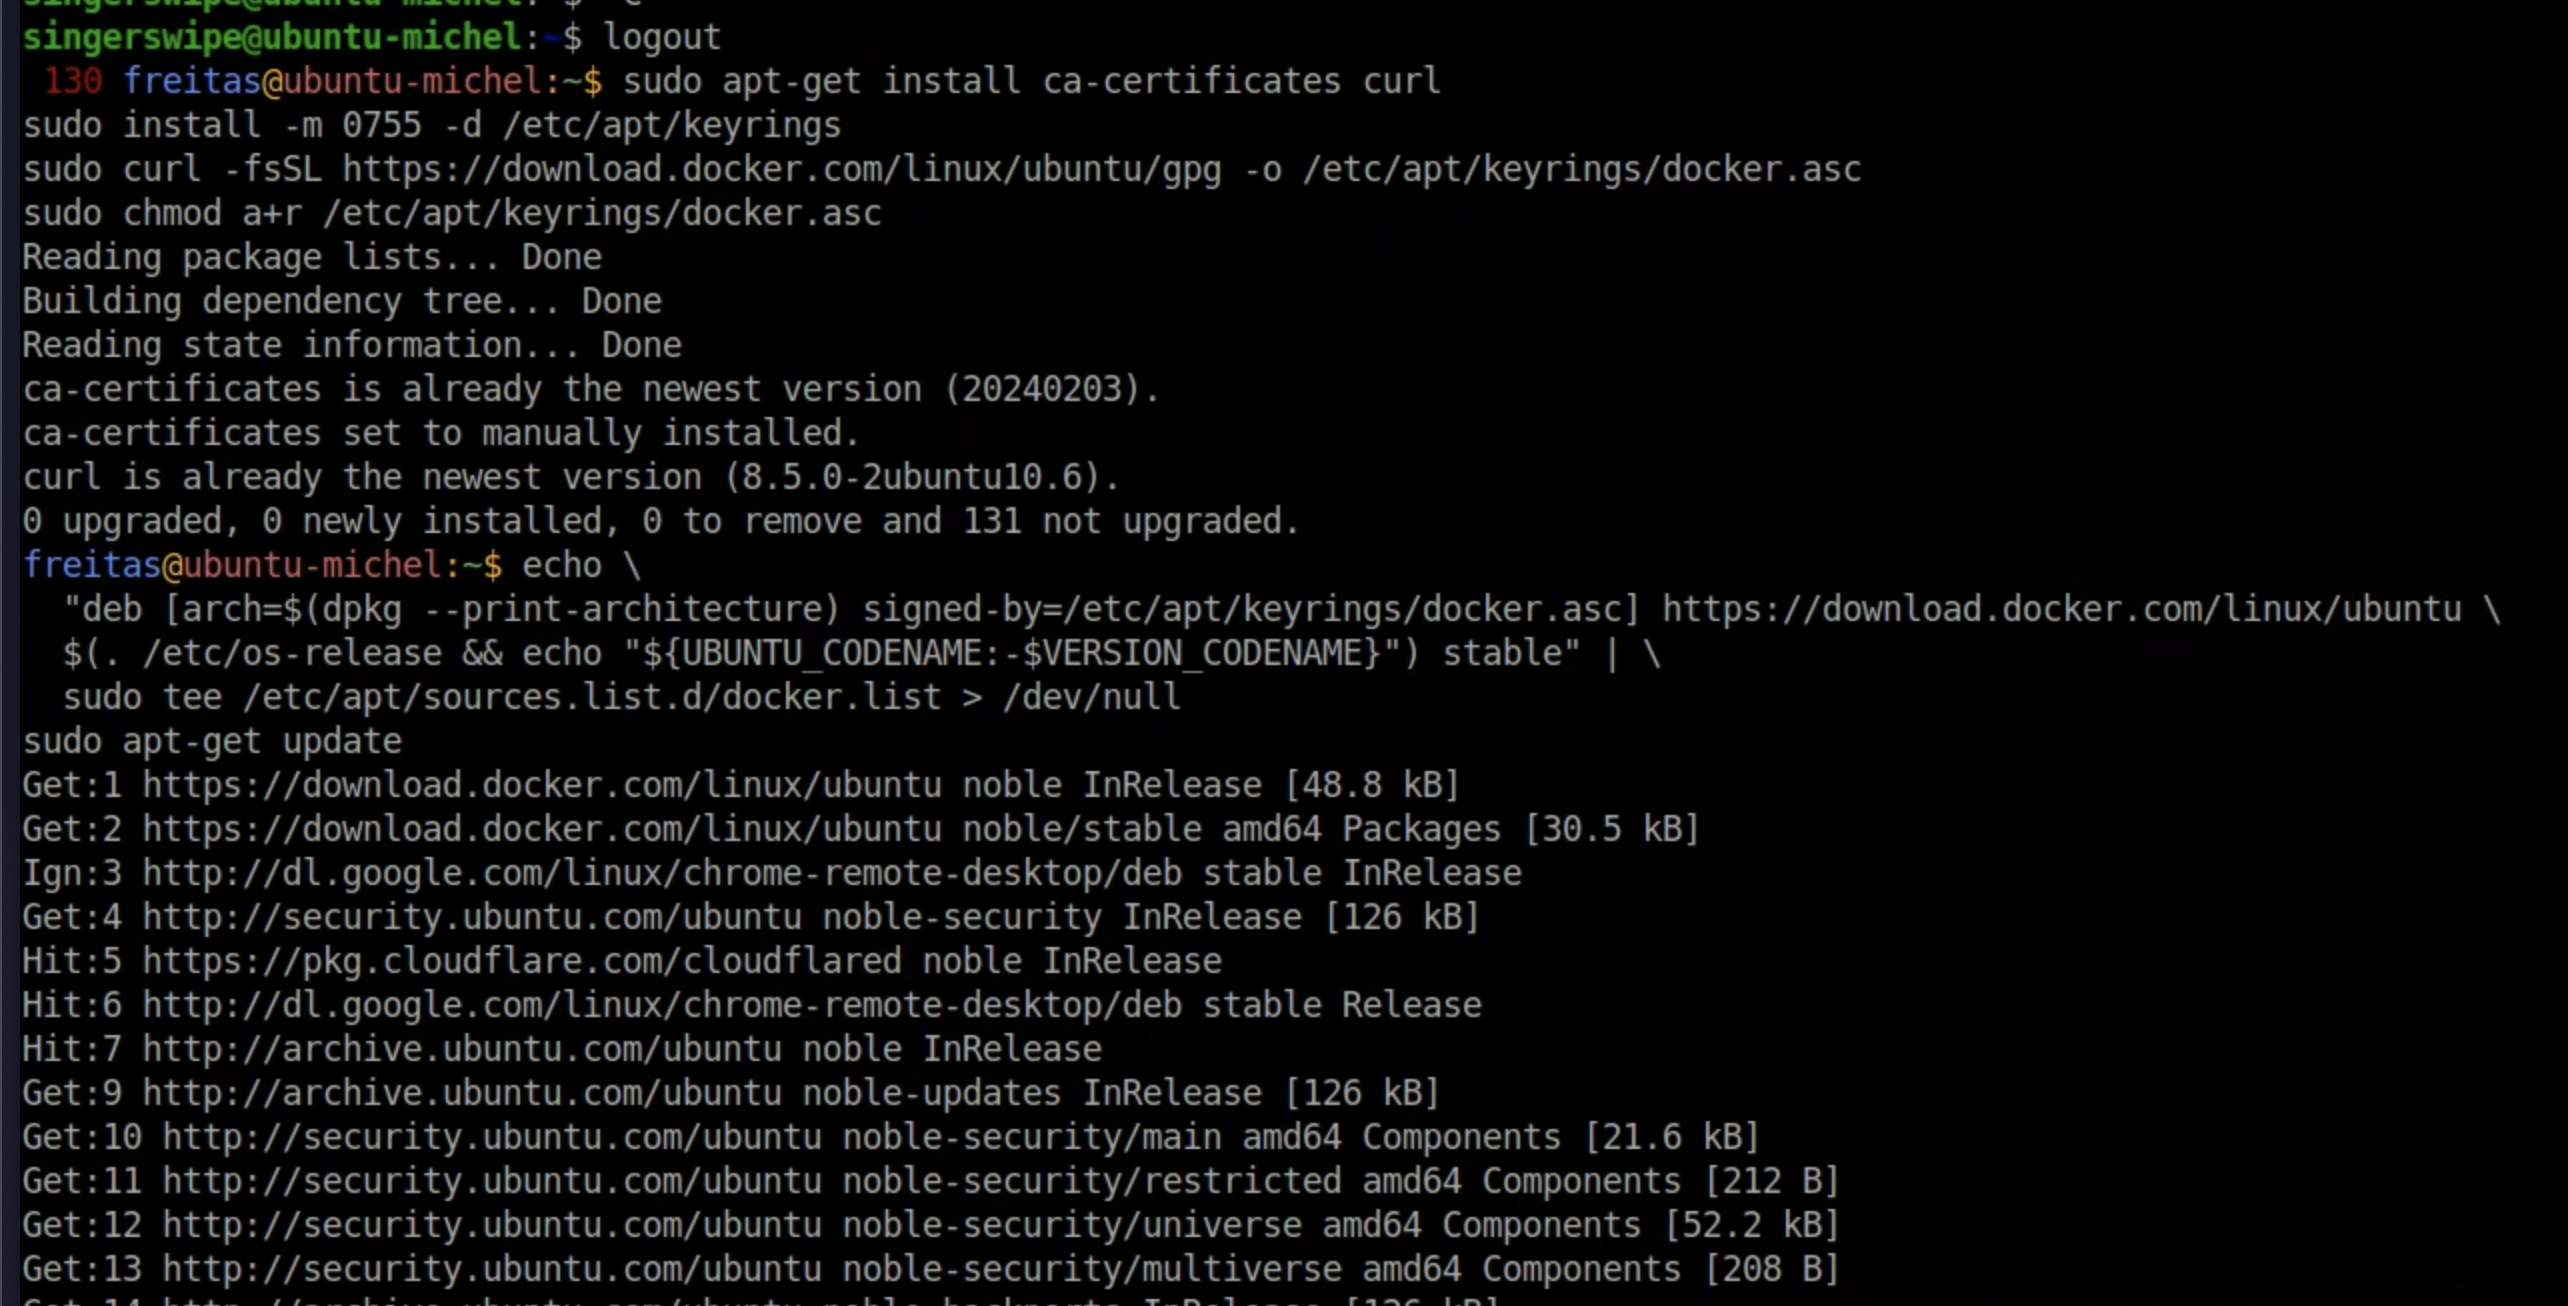 singerswipe@ubuntu-michel:~$ ^C
singerswipe@ubuntu-michel:~$ logout
130 freitas@ubuntu-michel:~$ sudo apt-get install ca-certificates curl
sudo install -m 0755 -d /etc/apt/keyrings
sudo curl -fsSL https://download.docker.com/linux/ubuntu/gpg -o /etc/apt/keyrings/docker.asc
sudo chmod a+r /etc/apt/keyrings/docker.asc
Reading package lists... Done
Building dependency tree... Done
Reading state information... Done
ca-certificates is already the newest version (20240203).
ca-certificates set to manually installed.
curl is already the newest version (8.5.0-2ubuntu10.6).
0 upgraded, 0 newly installed, 0 to remove and 131 not upgraded.
freitas@ubuntu-michel:~$ echo \
  "deb [arch=$(dpkg --print-architecture) signed-by=/etc/apt/keyrings/docker.asc] https://download.docker.com/linux/ubuntu \
  $(. /etc/os-release && echo "${UBUNTU_CODENAME:-$VERSION_CODENAME}") stable" | \
  sudo tee /etc/apt/sources.list.d/docker.list > /dev/null
sudo apt-get update
Get:1 https://download.docker.com/linux/ubuntu noble InRelease [48.8 kB]
Get:2 https://download.docker.com/linux/ubuntu noble/stable amd64 Packages [30.5 kB]
Ign:3 http://dl.google.com/linux/chrome-remote-desktop/deb stable InRelease
Get:4 http://security.ubuntu.com/ubuntu noble-security InRelease [126 kB]
Hit:5 https://pkg.cloudflare.com/cloudflared noble InRelease
Hit:6 http://dl.google.com/linux/chrome-remote-desktop/deb stable Release
Hit:7 http://archive.ubuntu.com/ubuntu noble InRelease
Get:9 http://archive.ubuntu.com/ubuntu noble-updates InRelease [126 kB]
Get:10 http://security.ubuntu.com/ubuntu noble-security/main amd64 Components [21.6 kB]
Get:11 http://security.ubuntu.com/ubuntu noble-security/restricted amd64 Components [212 B]
Get:12 http://security.ubuntu.com/ubuntu noble-security/universe amd64 Components [52.2 kB]
Get:13 http://security.ubuntu.com/ubuntu noble-security/multiverse amd64 Components [208 B]
Get:14 http://archive.ubuntu.com/ubuntu noble-backports InRelease [126 kB]